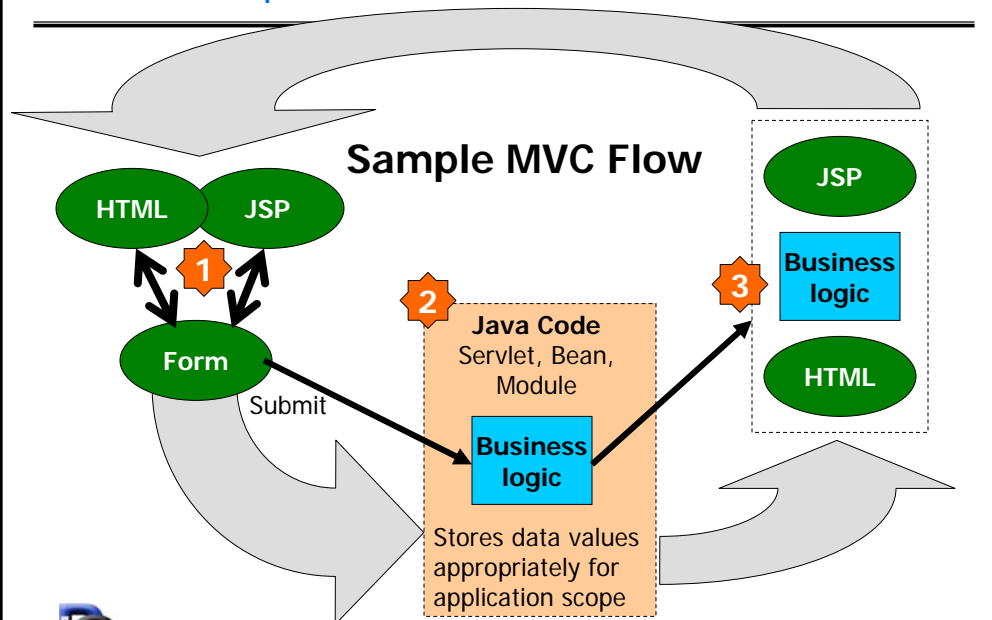 Sample MVC Flow
HTML
JSP
1
Form
Submit
2
Java Code
Servlet, Bean,
Module
Business
logic
Stores data values
appropriately for
application scope
3
JSP
Business
logic
HTML